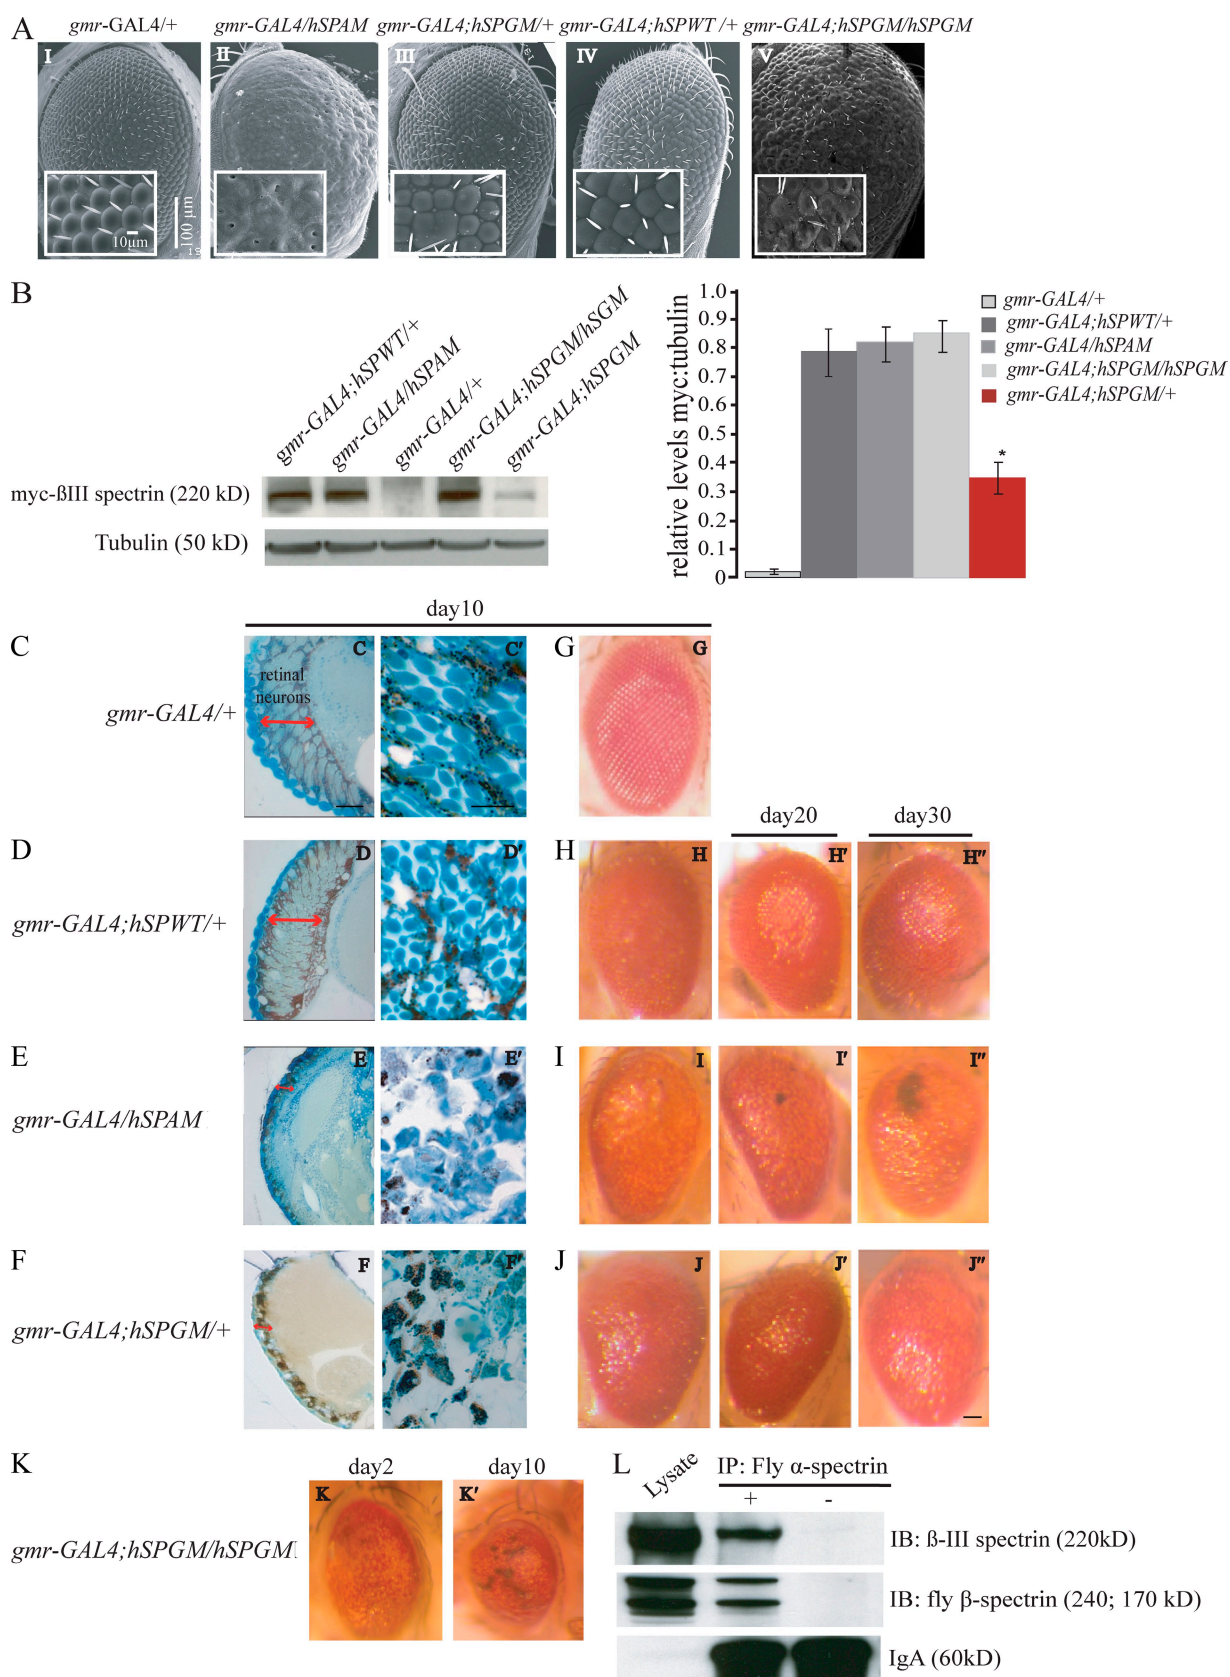 A
gmr-GAL4/+ gmr-GAL4/hSPAM gmr-GAL4;hSPGM/+ gmr-GAL4;hSPWT /+ gmr-GAL4;hSPGM/hSPGM
I II III IV V
10µm
100 µm
B
gmr-GAL4;hSPWT/+
gmr-GAL4/hSPAM
gmr-GAL4/+
gmr-GAL4;hSPGM/hSGM
gmr-GAL4;hSPGM
myc-ßIII spectrin (220 kD)
Tubulin (50 kD)
relative levels myc:tubulin
1.0
0.9
0.8
0.7
0.6
0.5
0.4
0.3
0.2
0.1
0
*
gmr-GAL4/+
gmr-GAL4;hSPWT/+
gmr-GAL4/hSPAM
gmr-GAL4;hSPGM/hSPGM
gmr-GAL4;hSPGM/+
day10
C
gmr-GAL4/+
C C'
retinal
neurons
G
G
D
gmr-GAL4;hSPWT/+
D D'
day20 day30
H
H H' H"
E
gmr-GAL4/hSPAM
E E'
I
I I' I"
F
gmr-GAL4;hSPGM/+
F F'
J
J J' J"
K
day2 day10
gmr-GAL4;hSPGM/hSPGM
K K'
L
Lysate
IP: Fly α-spectrin
+ -
IB: ß-III spectrin (220kD)
IB: fly β-spectrin (240; 170 kD)
IgA (60kD)